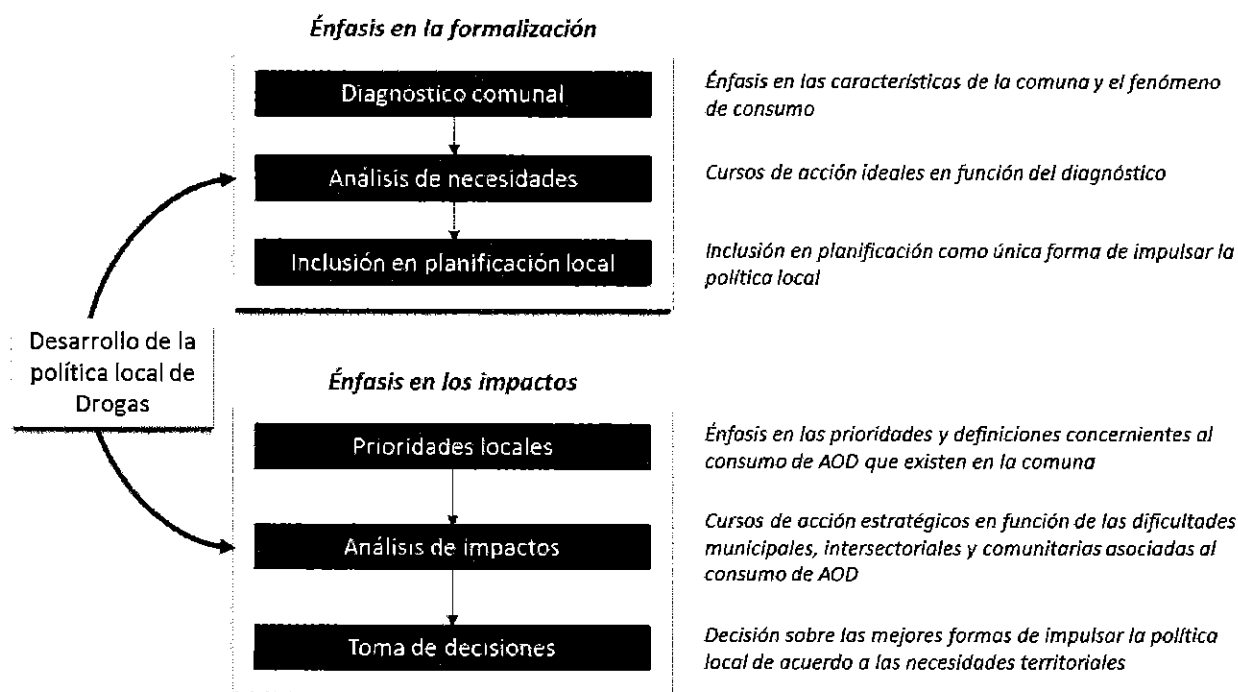 Énfasis en la formalización
Diagnóstico comunal
Énfasis en las características de la comuna y el fenómeno
de consumo
Análisis de necesidades
Cursos de acción ideales en función del diagnóstico
Inclusión en planificación local
Inclusión en planificación como única forma de impulsar la
política local
Desarrollo de la
política local de
Drogas
Énfasis en los impactos
Prioridades locales
Énfasis en las prioridades y definiciones concernientes al
consumo de AOD que existen en la comuna
Análisis de impactos
Cursos de acción estratégicos en función de las dificultades
municipales, intersectoriales y comunitarias asociadas al
consumo de AOD
Toma de decisiones
Decisión sobre las mejores formas de impulsar la política
local de acuerdo a las necesidades territoriales